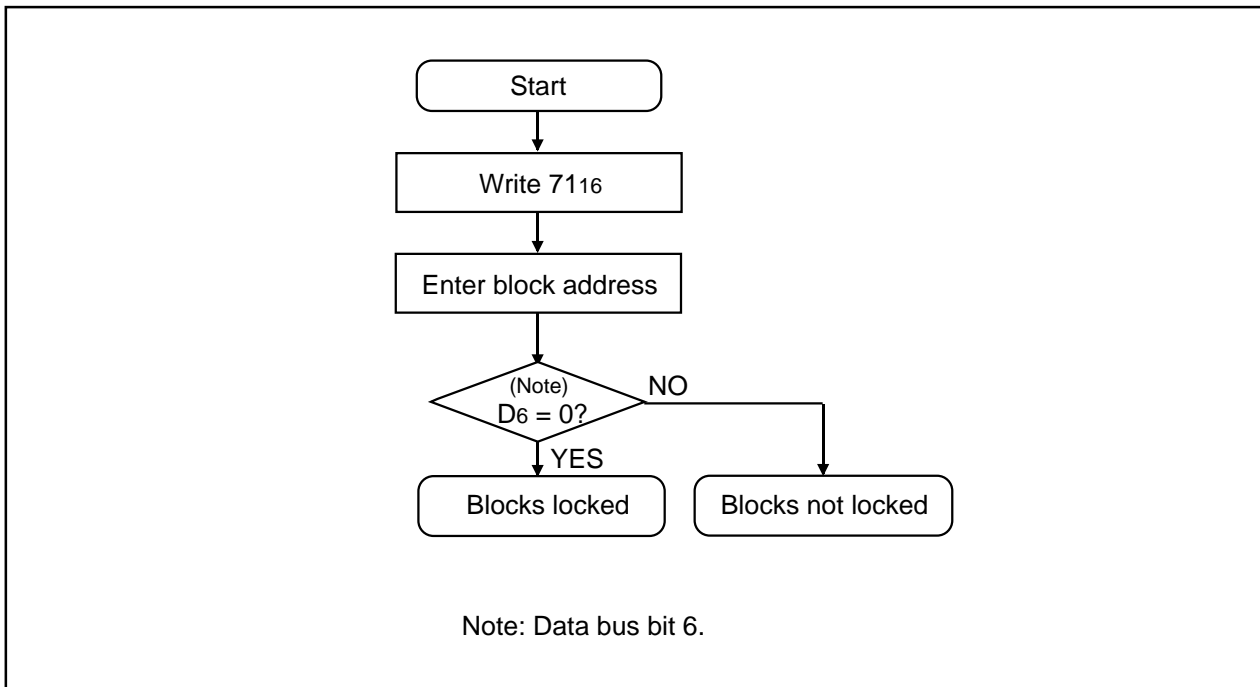 Start
Write 7116
Enter block address
(Note)
D6 = 0?
NO
YES
Blocks locked
Blocks not locked
Note: Data bus bit 6.